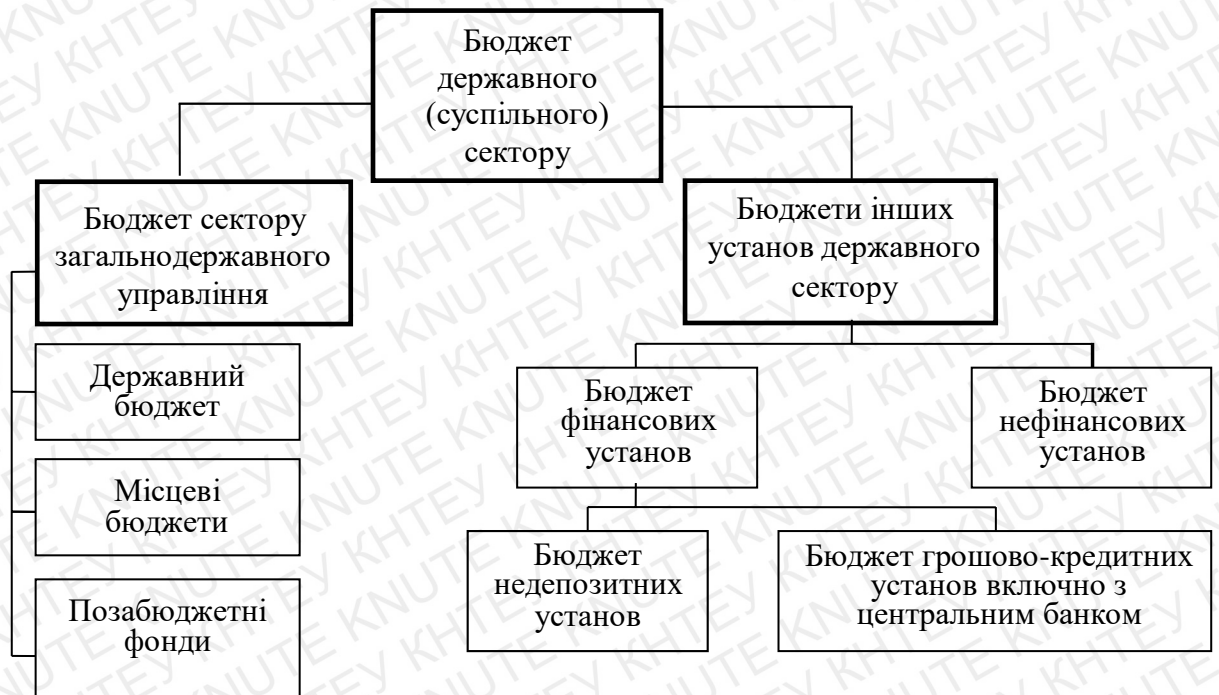 Бюджет
державного
(суспільного)
сектору
Бюджет сектору
загальнодержавного
управління
Бюджети інших
установ державного
сектору
Державний
бюджет
Місцеві
бюджети
Позабюджетні
фонди
Бюджет
фінансових
установ
Бюджет
нефінансових
установ
Бюджет
недепозитних
установ
Бюджет грошово-кредитних
установ включно з
центральним банком